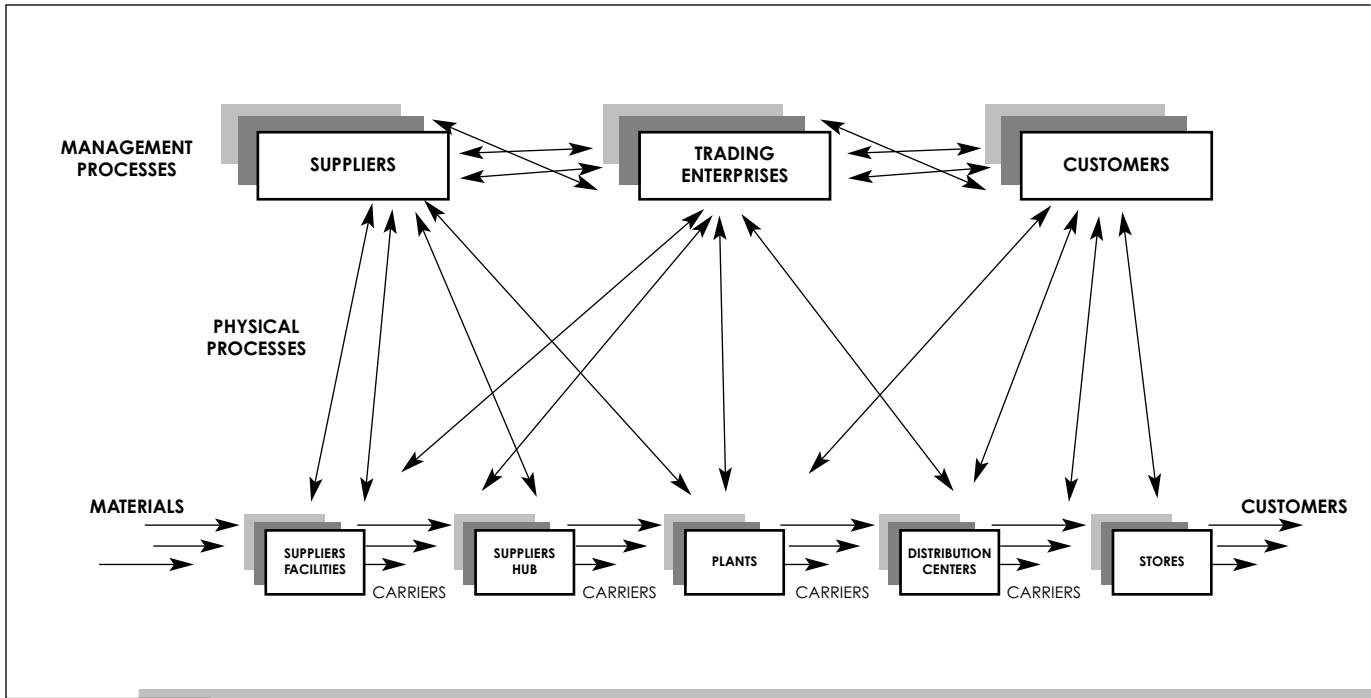 MANAGEMENT
PROCESSES
SUPPLIERS
TRADING
ENTERPRISES
CUSTOMERS
PHYSICAL
PROCESSES
MATERIALS
CUSTOMERS
SUPPLIERS
FACILITIES
SUPPLIERS
HUB
PLANTS
DISTRIBUTION
CENTERS
STORES
CARRIERS
CARRIERS
CARRIERS
CARRIERS